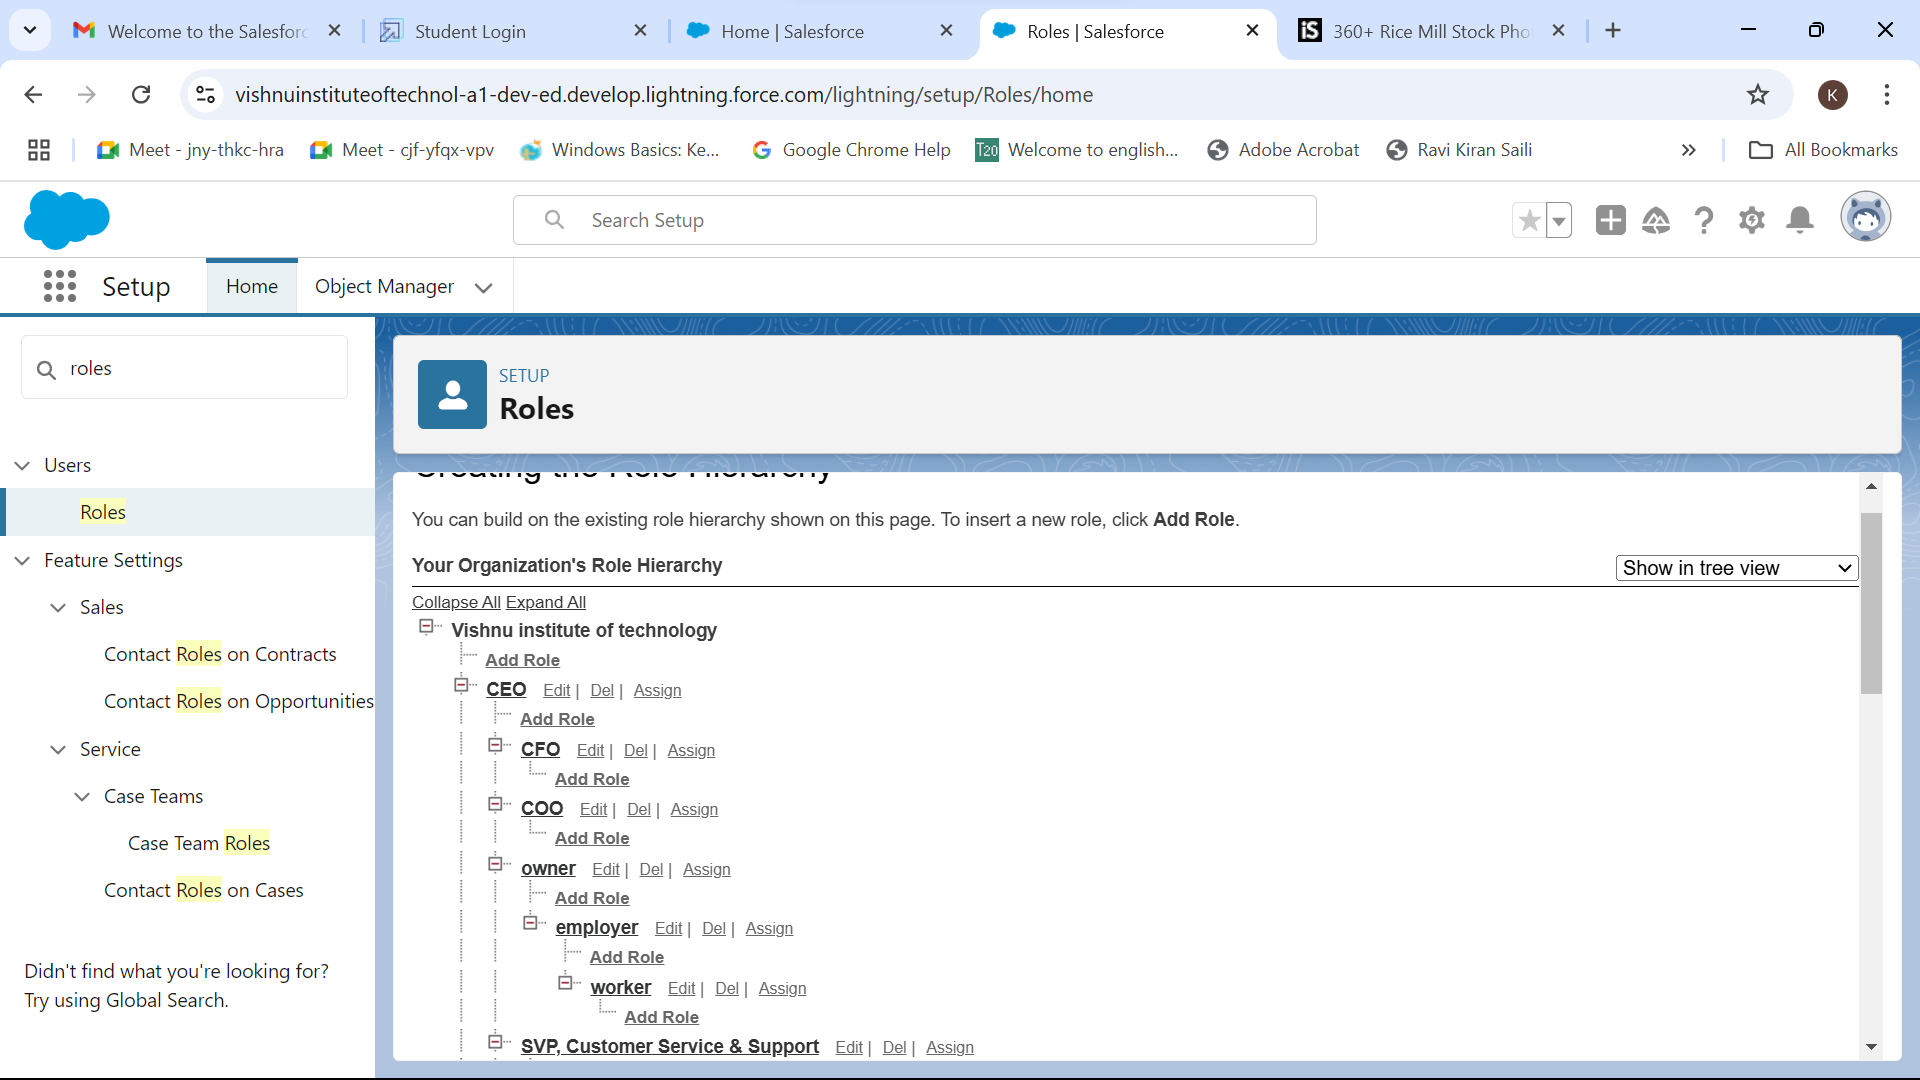 Welcome to the Salesforc
Student Login
Home | Salesforce
Roles | Salesforce
iS 360+ Rice Mill Stock Pho
vishnuinstituteoftechnol-a1-dev-ed.develop.lightning.force.com/lightning/setup/Roles/home
K
Meet - jny-thkc-hra
Meet - cjf-yfqx-vpv
Windows Basics: Ke...
Google Chrome Help
T20 Welcome to english...
Adobe Acrobat
Ravi Kiran Saili
»
All Bookmarks
Search Setup
Setup
Home
Object Manager
roles
SETUP
Roles
Users
Roles
Feature Settings
Sales
Contact Roles on Contracts
Contact Roles on Opportunities
Service
Case Teams
Case Team Roles
Contact Roles on Cases
Didn't find what you're looking for?
Try using Global Search.
Creating the Role Hierarchy
You can build on the existing role hierarchy shown on this page. To insert a new role, click Add Role.
Your Organization's Role Hierarchy
Show in tree view
Collapse All Expand All
Vishnu institute of technology
Add Role
CEO Edit | Del | Assign
Add Role
CFO Edit | Del | Assign
Add Role
COO Edit | Del | Assign
Add Role
owner Edit | Del | Assign
Add Role
employer Edit | Del | Assign
Add Role
worker Edit | Del | Assign
Add Role
SVP, Customer Service & Support Edit | Del | Assign